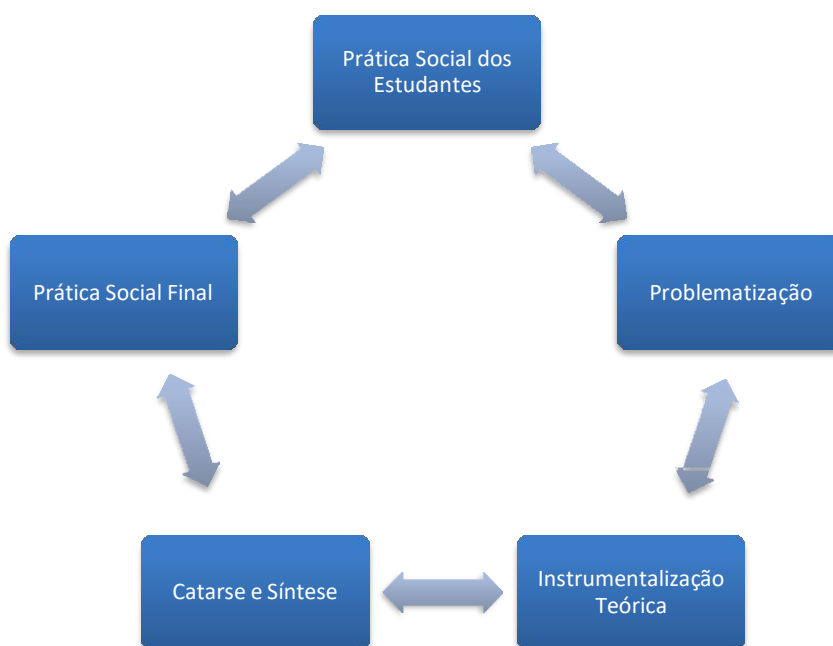 Prática Social dos
Estudantes
Prática Social Final
Problematização
Catarse e Síntese
Instrumentalização
Teórica